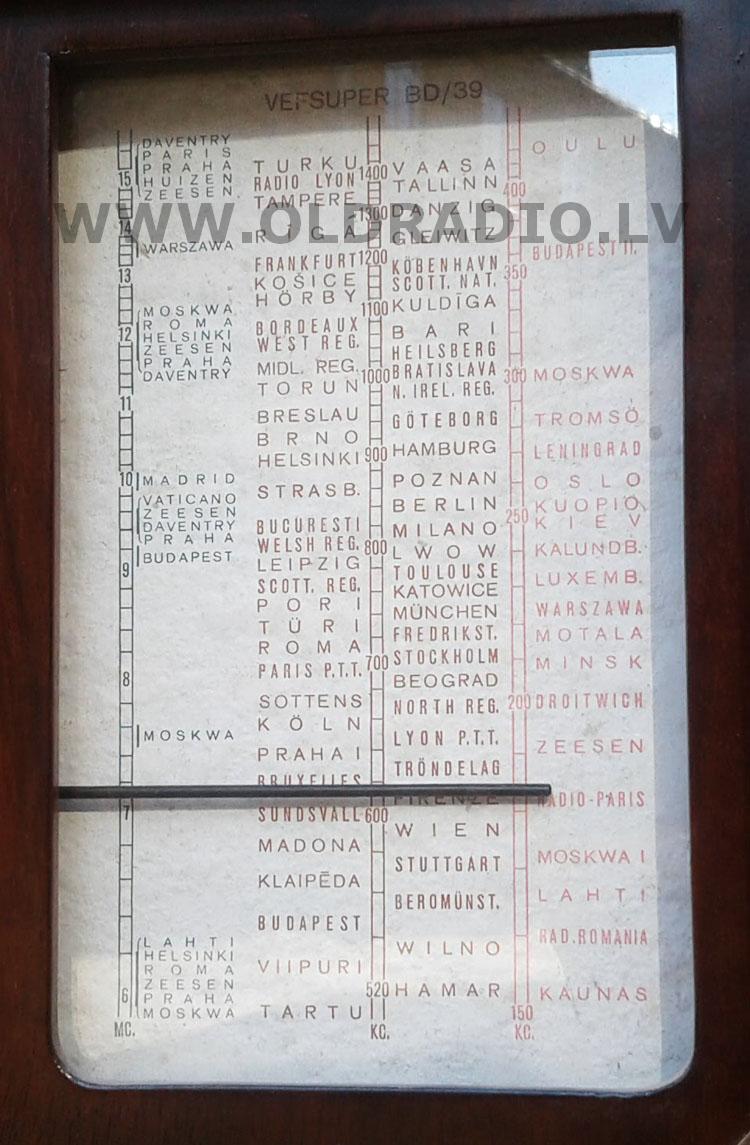 VEFSUPER BD/39
DAVENTRY
PARIS
PRAHA
HUIZEN
ZEESEN
WARSZAWA
MOSKWA
ROMA
HELSINKI
ZEESEN
PRAHA
DAVENTRY
MADRID
VATICANO
ZEESEN
DAVENTRY
PRAHA
BUDAPEST
MOSKWA
LAHTI
HELSINKI
ROMA
ZEESEN
PRAHA
MOSKWA
15
14
13
12
11
10
9
8
7
6
MC.
TURKU
RADIO LYON
TAMPERE
RĪGA
FRANKFURT
KOŠICE
HÖRBY
BORDEAUX
WEST REG.
MIDL. REG.
TORUN
BRESLAU
BRNO
HELSINKI
STRASB.
BUCURESTI
WELSH REG.
LEIPZIG
SCOTT. REG.
PORI
TÜRI
ROMA
PARIS P.T.T.
SOTTENS
KÖLN
PRAHA I
BRUXELLES
SUNDSVALL
MADONA
KLAIPĒDA
BUDAPEST
VIIPURI
TARTU
1400
1300
1200
1100
1000
900
800
700
600
520
KC.
VAASA
TALLINN
DANZIG
GLEIWITZ
KÖBENHAVN
SCOTT. NAT.
KULDĪGA
BARI
HEILSBERG
BRATISLAVA
N. IREL. REG.
GÖTEBORG
HAMBURG
POZNAN
BERLIN
MILANO
LWOW
TOULOUSE
KATOWICE
MÜNCHEN
FREDRIKST.
STOCKHOLM
BEOGRAD
NORTH REG.
LYON P.T.T.
TRÖNDELAG
FIRENZE
WIEN
STUTTGART
BEROMÜNST.
WILNO
HAMAR
400
350
300
250
200
150
KC.
OULU
BUDAPEST II.
MOSKWA
TROMSÖ
LENINGRAD
OSLO
KUOPIO
KIEV
KALUNDB.
LUXEMB.
WARSZAWA
MOTALA
MINSK
DROITWICH
ZEESEN
RADIO-PARIS
MOSKWA I
LAHTI
RAD.ROMANIA
KAUNAS
WWW.OLDRADIO.LV